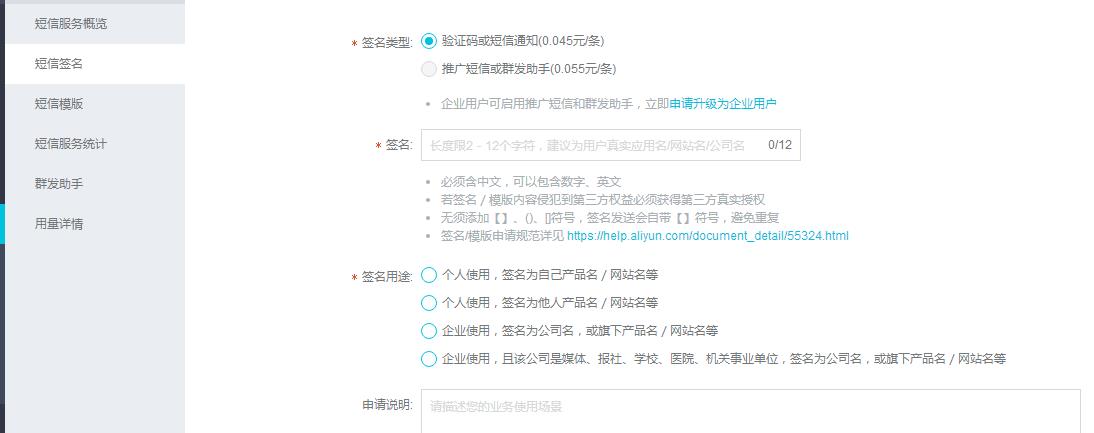 短信服务概览
短信签名
短信模版
短信服务统计
群发助手
用量详情
* 签名类型: 验证码或短信通知(0.045元/条)
推广短信或群发助手(0.055元/条)
• 企业用户可启用推广短信和群发助手，立即申请升级为企业用户
* 签名: 长度限2－12个字符，建议为用户真实应用名/网站名/公司名 0/12
• 必须含中文，可以包含数字、英文
• 若签名／模版内容侵犯到第三方权益必须获得第三方真实授权
• 无须添加【】、()、[]符号，签名发送会自带【】符号，避免重复
• 签名/模版申请规范详见 https://help.aliyun.com/document_detail/55324.html
* 签名用途: 个人使用，签名为自己产品名／网站名等
个人使用，签名为他人产品名／网站名等
企业使用，签名为公司名，或旗下产品名／网站名等
企业使用，且该公司是媒体、报社、学校、医院、机关事业单位，签名为公司名，或旗下产品名／网站名等
申请说明: 请描述您的业务使用场景